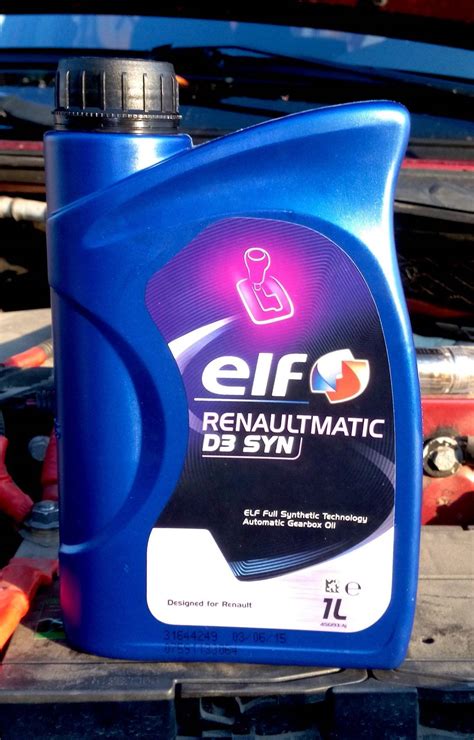 elf
RENAULTMATIC
D3 SYN
ELF Full Synthetic Technology
Automatic Gearbox Oil
Designed for Renault
e
1L
31644249 03/06/15